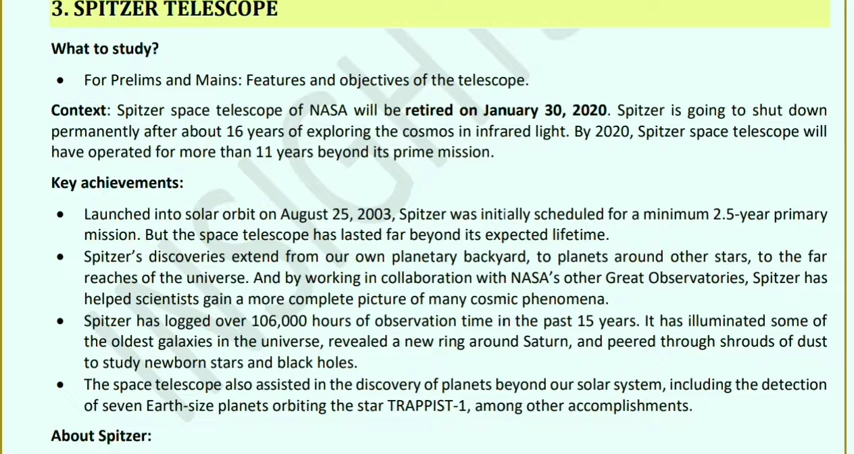 3. SPITZER TELESCOPE
What to study?
• For Prelims and Mains: Features and objectives of the telescope.
Context: Spitzer space telescope of NASA will be retired on January 30, 2020. Spitzer is going to shut down
permanently after about 16 years of exploring the cosmos in infrared light. By 2020, Spitzer space telescope will
have operated for more than 11 years beyond its prime mission.
Key achievements:
• Launched into solar orbit on August 25, 2003, Spitzer was initially scheduled for a minimum 2.5-year primary
mission. But the space telescope has lasted far beyond its expected lifetime.
• Spitzer's discoveries extend from our own planetary backyard, to planets around other stars, to the far
reaches of the universe. And by working in collaboration with NASA's other Great Observatories, Spitzer has
helped scientists gain a more complete picture of many cosmic phenomena.
• Spitzer has logged over 106,000 hours of observation time in the past 15 years. It has illuminated some of
the oldest galaxies in the universe, revealed a new ring around Saturn, and peered through shrouds of dust
to study newborn stars and black holes.
• The space telescope also assisted in the discovery of planets beyond our solar system, including the detection
of seven Earth-size planets orbiting the star TRAPPIST-1, among other accomplishments.
About Spitzer:
INSIGHTS